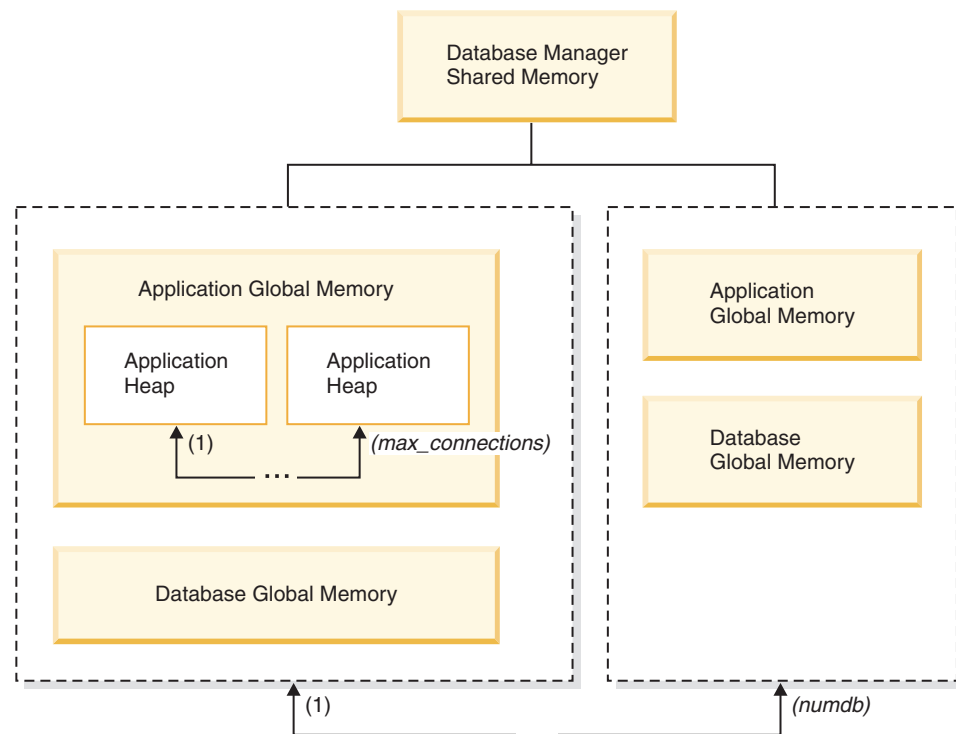 Database Manager
Shared Memory
Application Global Memory
Application
Heap
Application
Heap
(1)
(max_connections)
...
Database Global Memory
Application
Global Memory
Database
Global Memory
(1)
(numdb)